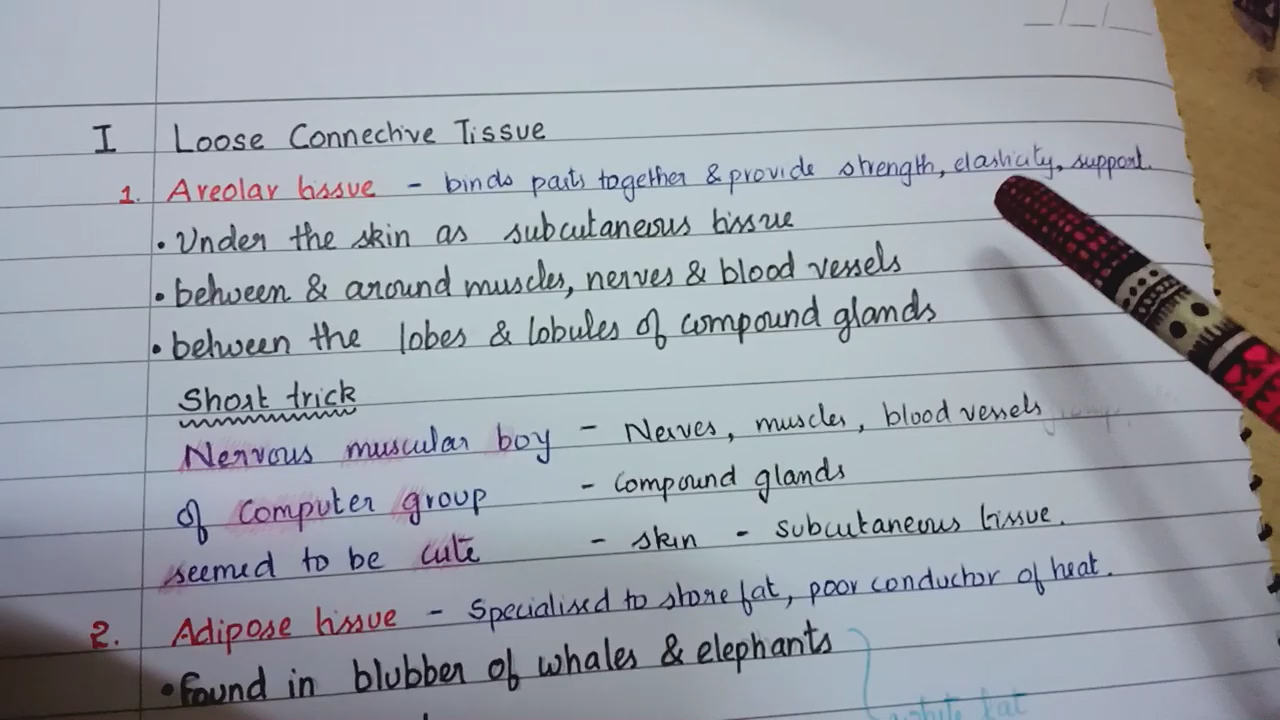 I Loose Connective Tissue
1. Areolar tissue - binds parts together & provide strength, elasticity, support.
• Under the skin as subcutaneous tissue
• between & around muscles, nerves & blood vessels
• between the lobes & lobules of compound glands
Short trick
Nervous muscular boy - Nerves, muscles, blood vessels
of computer group - compound glands
seemed to be cute - skin - subcutaneous tissue.
2. Adipose tissue - Specialised to store fat, poor conductor of heat.
• Found in blubber of whales & elephants
white fat